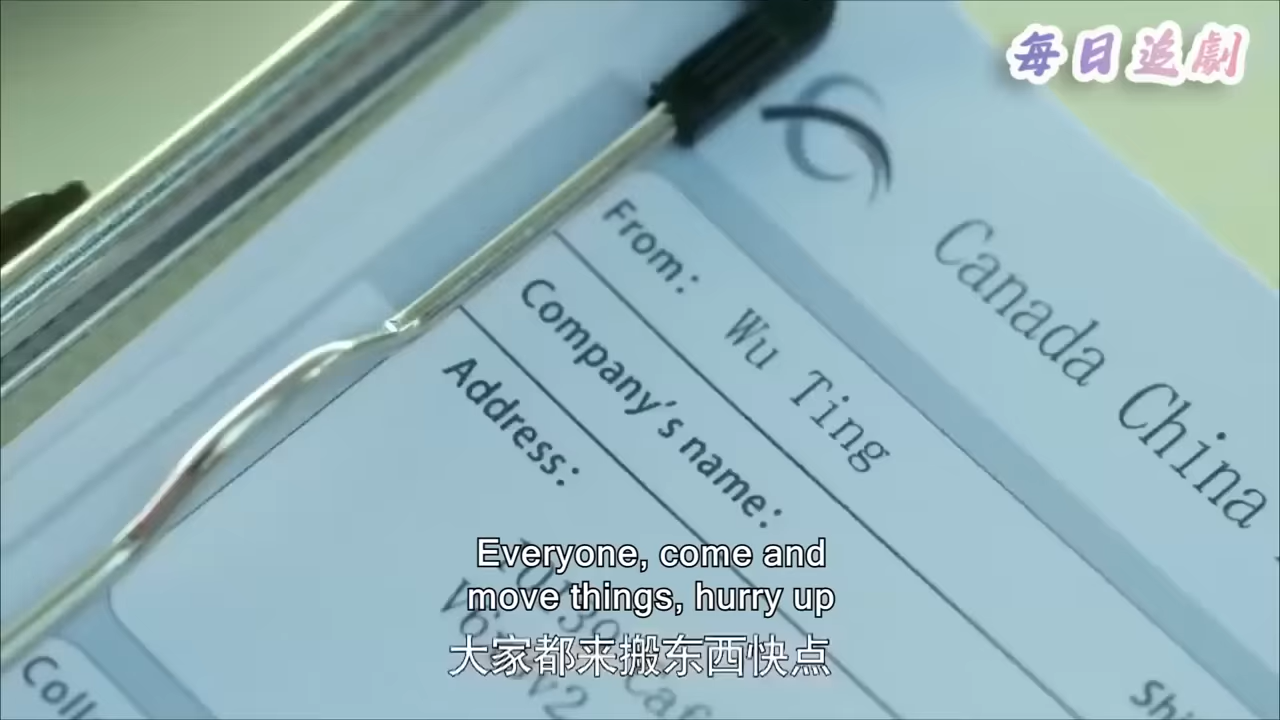 每日追劇
Canada China
From: Wu Ting
Company's name:
Address:
Everyone, come and
move things, hurry up
大家都来搬东西快点